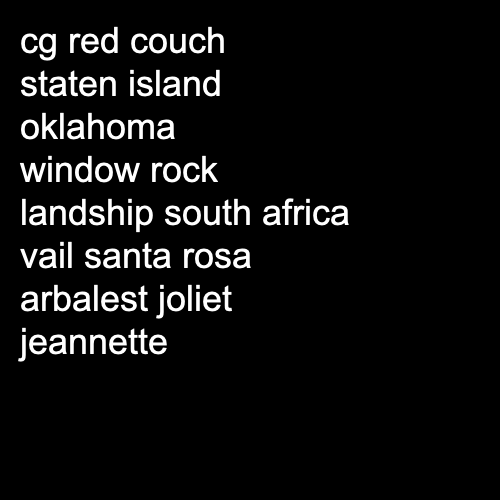 cg red couch
staten island
oklahoma
window rock
landship south africa
vail santa rosa
arbalest joliet
jeannette